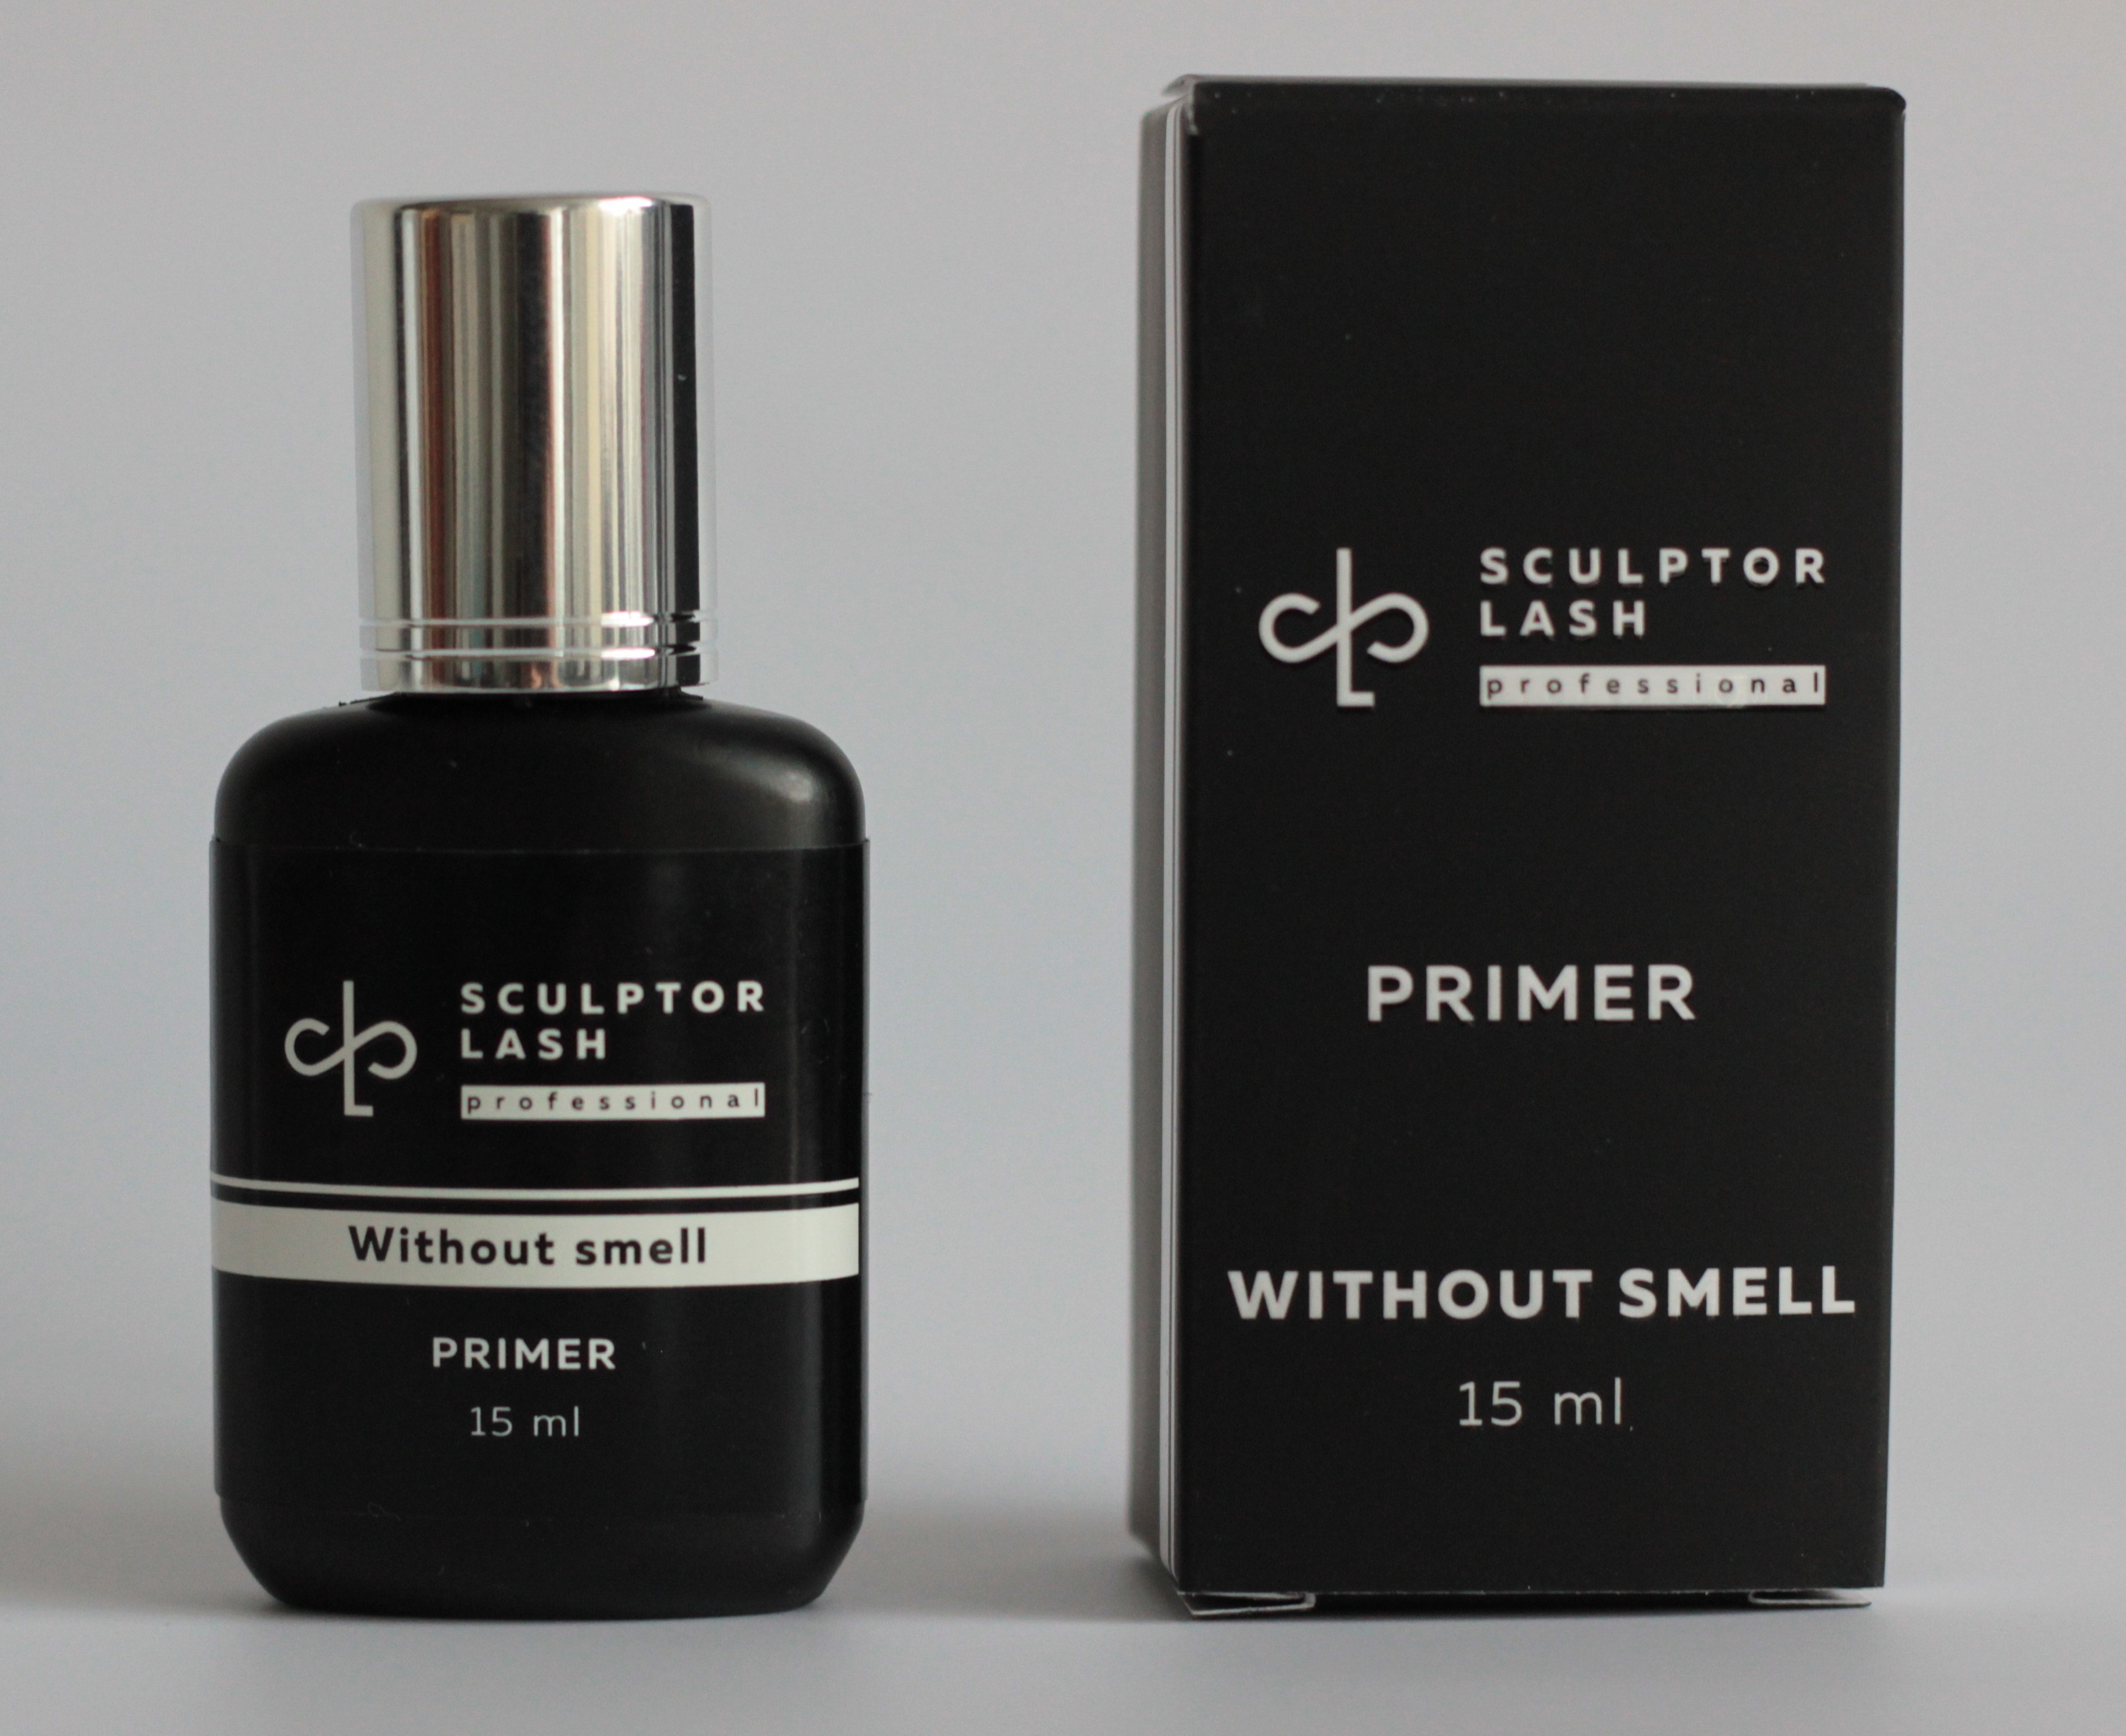 SCULPTOR
LASH
professional
Without smell
PRIMER
15 ml
SCULPTOR
LASH
professional
PRIMER
WITHOUT SMELL
15 ml